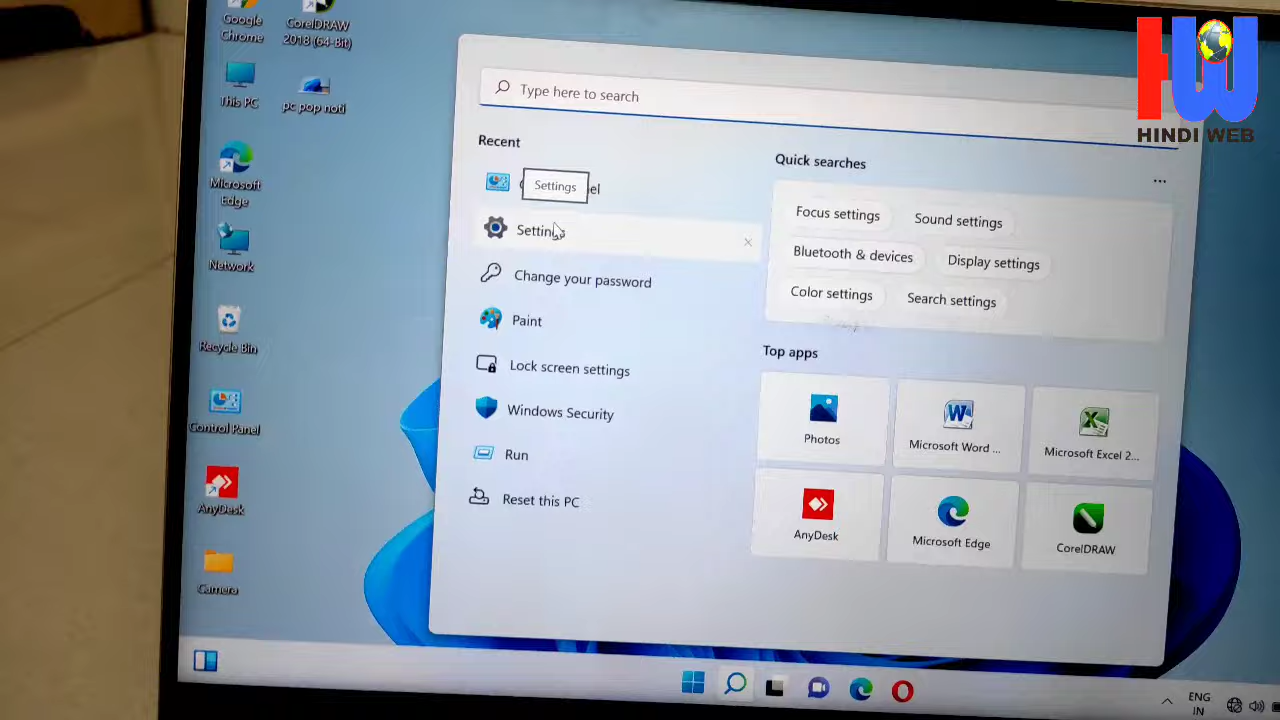 Google
Chrome
CorelDRAW
2018 (64-Bit)
This PC
pc pop noti
Microsoft
Edge
Network
Recycle Bin
Control Panel
AnyDesk
Camera
Type here to search
Recent
Settings
el
Settings
Change your password
Paint
Lock screen settings
Windows Security
Run
Reset this PC
Quick searches
...
Focus settings
Sound settings
Bluetooth & devices
Display settings
Color settings
Search settings
Top apps
Photos
Microsoft Word ...
Microsoft Excel 2...
AnyDesk
Microsoft Edge
CorelDRAW
ENG
IN
HW
HINDI WEB